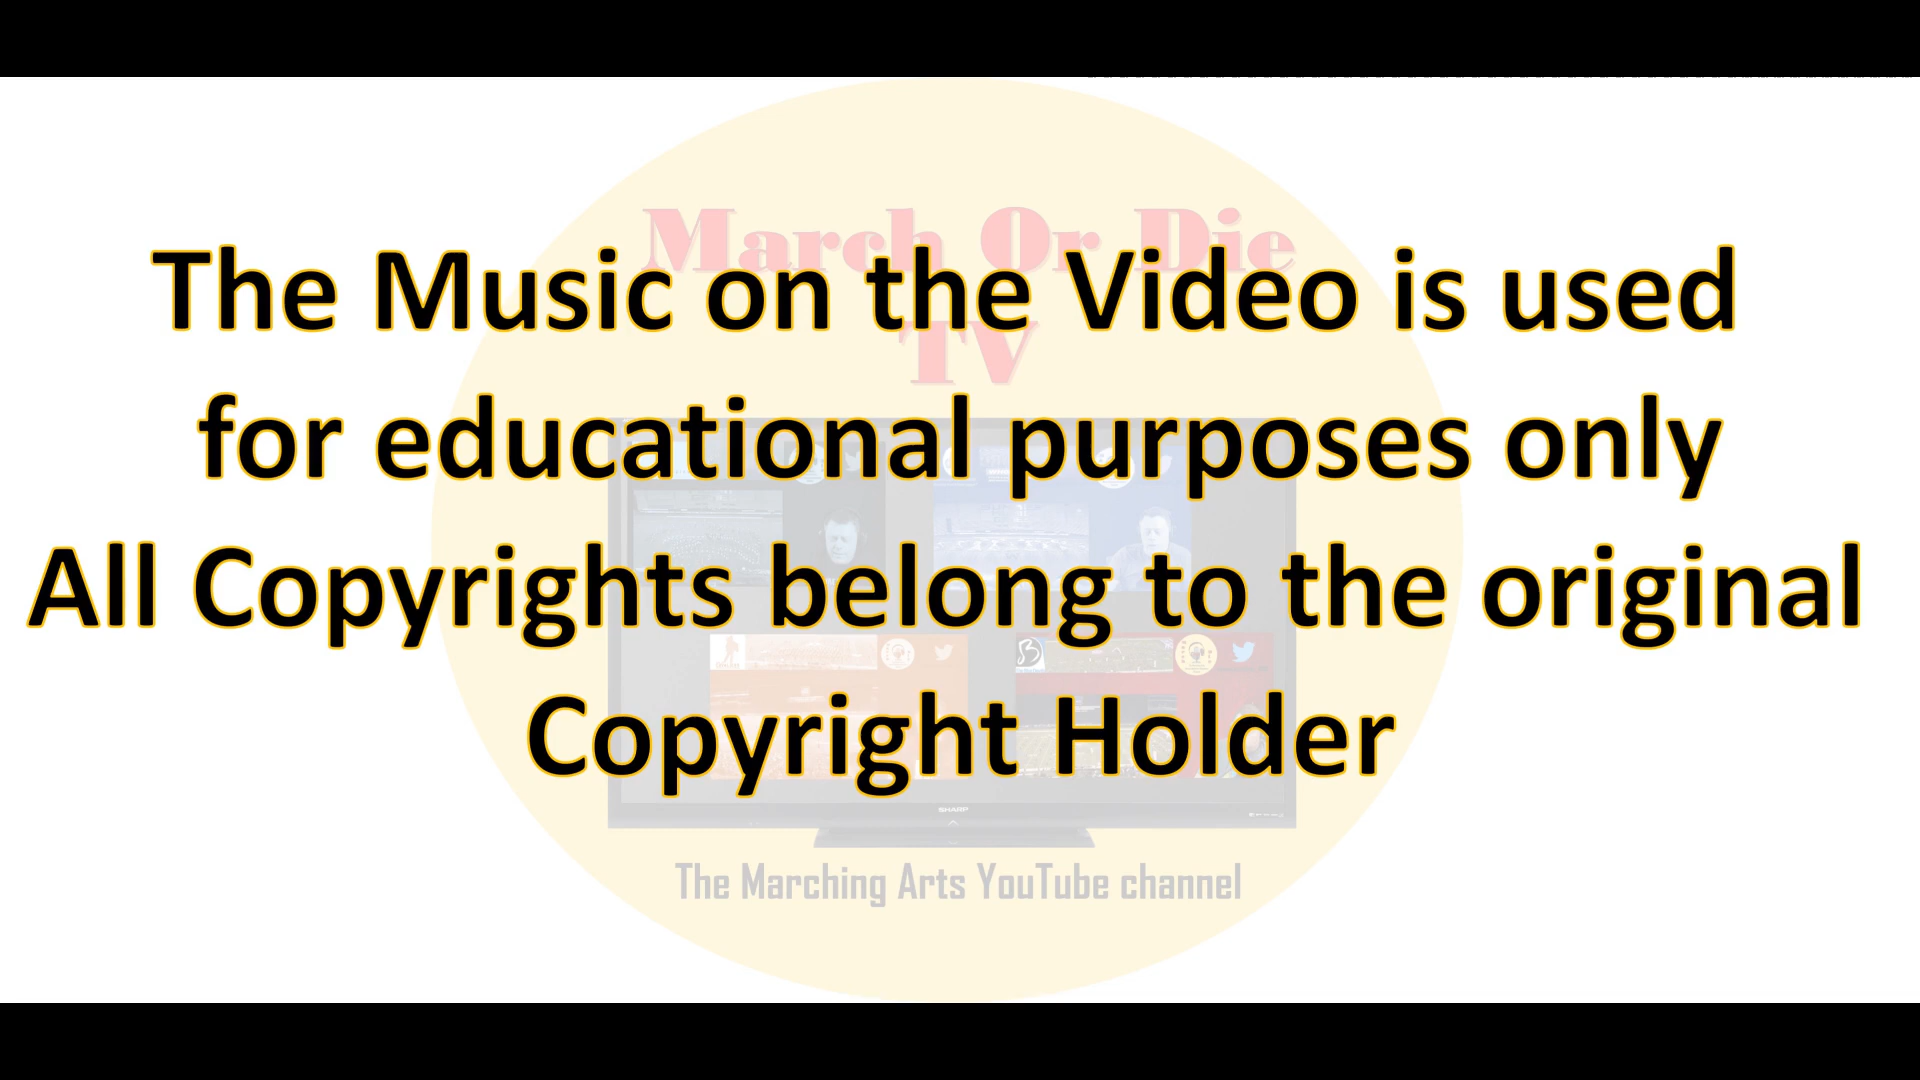 March Or Die
The Music on the Video is used
TV
for educational purposes only
All Copyrights belong to the original
Copyright Holder
SHARP
The Marching Arts YouTube channel